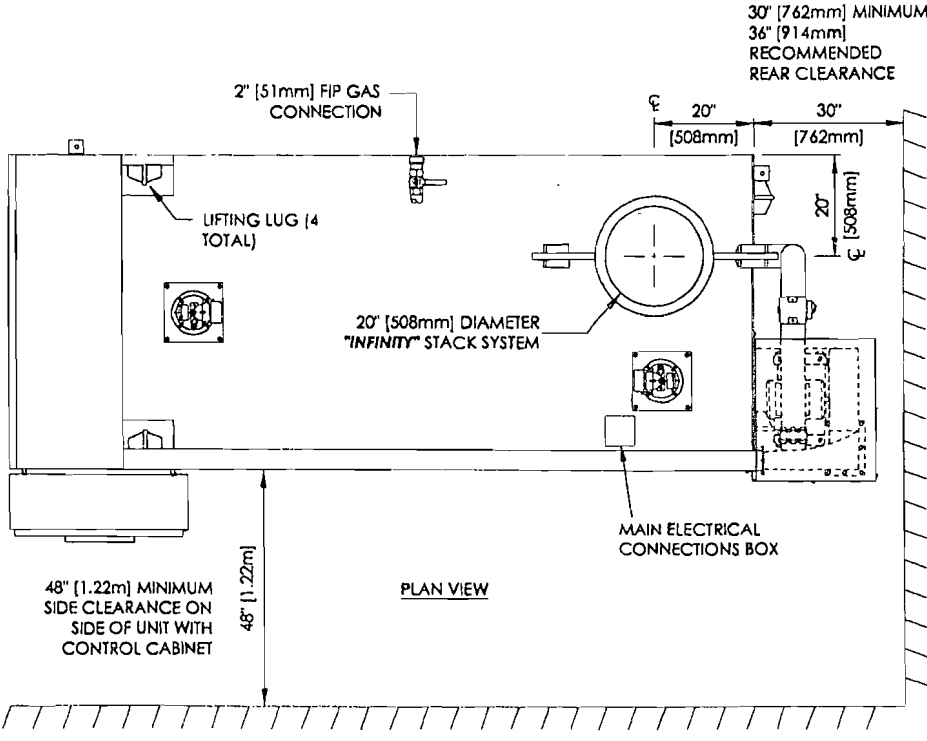 30" [762mm] MINIMUM
36" [914mm]
RECOMMENDED
REAR CLEARANCE
2" [51mm] FIP GAS
CONNECTION
℄
20"
[508mm]
30"
[762mm]
LIFTING LUG (4
TOTAL)
20"
[508mm]
℄
20" [508mm] DIAMETER
"INFINITY" STACK SYSTEM
MAIN ELECTRICAL
CONNECTIONS BOX
48" [1.22m] MINIMUM
SIDE CLEARANCE ON
SIDE OF UNIT WITH
CONTROL CABINET
48" [1.22m]
PLAN VIEW